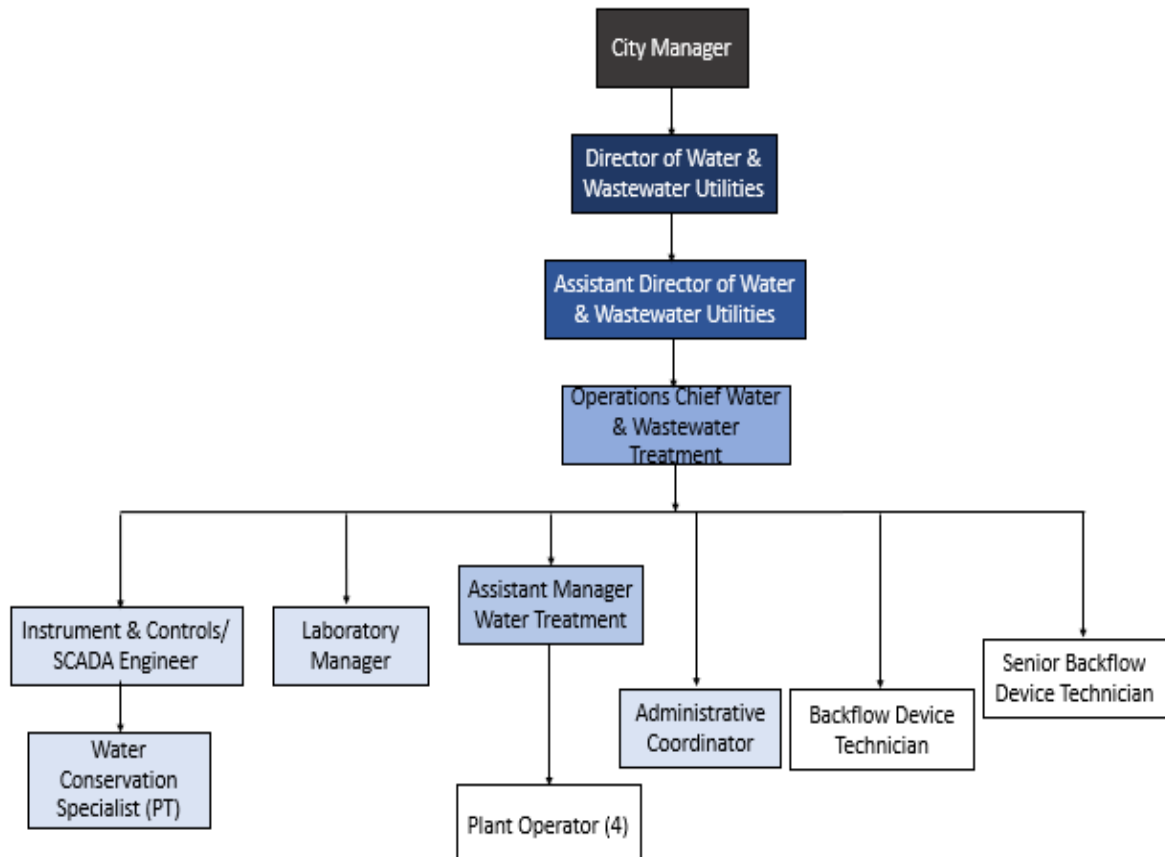 City Manager
Director of Water &
Wastewater Utilities
Assistant Director of Water
& Wastewater Utilities
Operations Chief Water
& Wastewater
Treatment
Instrument & Controls/
SCADA Engineer
Laboratory
Manager
Assistant Manager
Water Treatment
Administrative
Coordinator
Backflow Device
Technician
Senior Backflow
Device Technician
Water
Conservation
Specialist (PT)
Plant Operator (4)